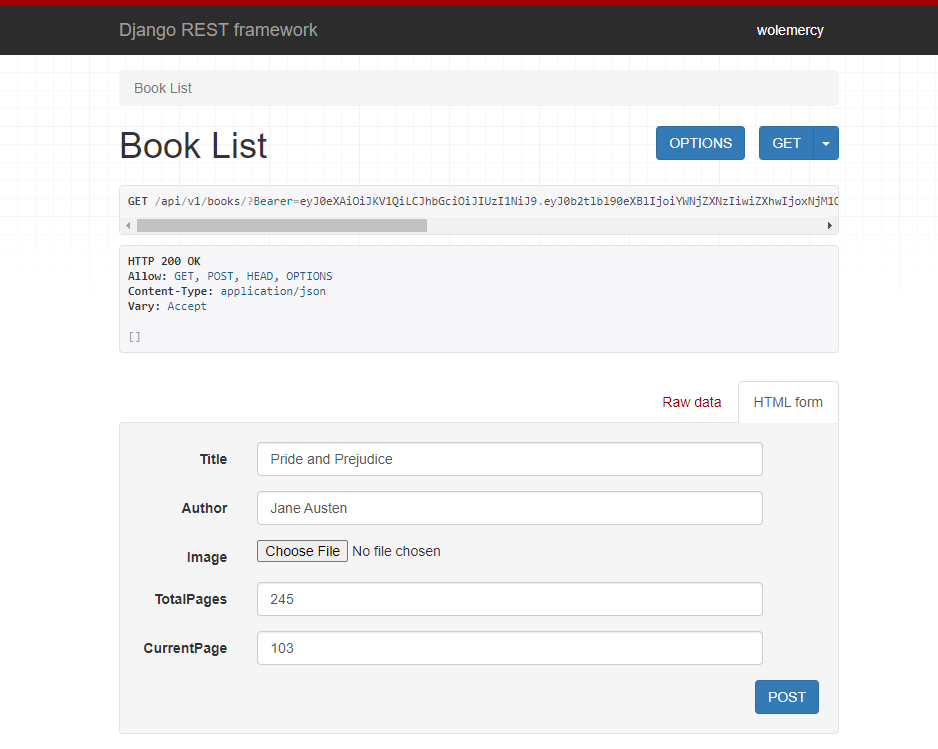 Django REST framework wolemercy
Book List
Book List OPTIONS GET
GET /api/v1/books/?Bearer=eyJ0eXAiOiJKV1QiLCJhbGciOiJIUzI1NiJ9.eyJ0b2tlbl90eXBlIjoiYWNjZXNzIiwiZXhwIjoxNjM1O
HTTP 200 OK
Allow: GET, POST, HEAD, OPTIONS
Content-Type: application/json
Vary: Accept
[]
Raw data HTML form
Title Pride and Prejudice
Author Jane Austen
Image Choose File No file chosen
TotalPages 245
CurrentPage 103
POST